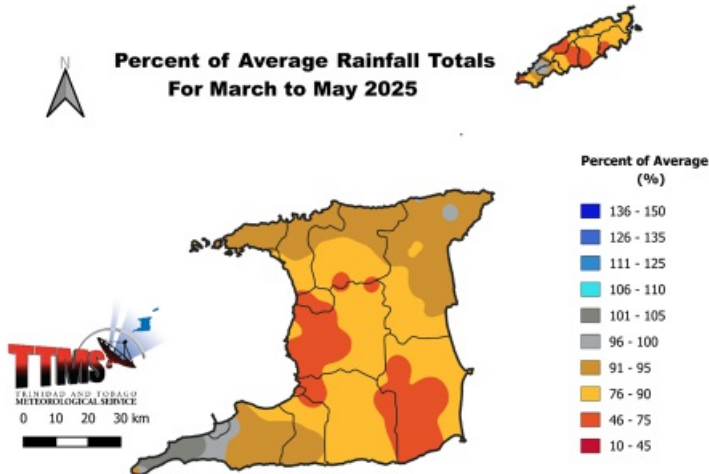 Percent of Average Rainfall Totals
For March to May 2025
N
Percent of Average
(%)
136 - 150
126 - 135
111 - 125
106 - 110
101 - 105
96 - 100
91 - 95
76 - 90
46 - 75
10 - 45
TTMS
TRINIDAD AND TOBAGO
METEOROLOGICAL SERVICE
0 10 20 30 km